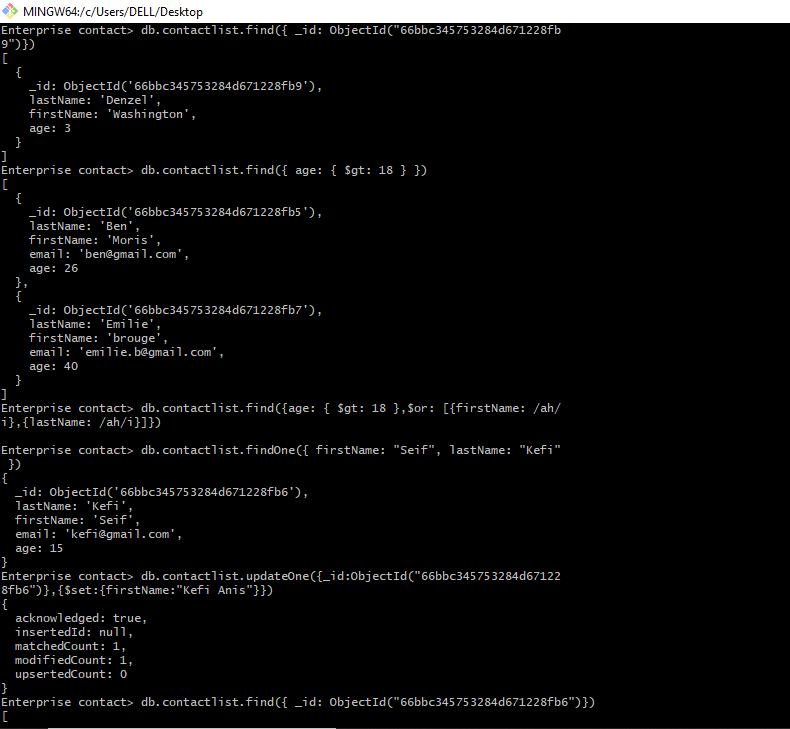 MINGW64:/c/Users/DELL/Desktop
Enterprise contact> db.contactlist.find({ _id: ObjectId("66bbc345753284d671228fb
9")})
[
  {
    _id: ObjectId('66bbc345753284d671228fb9'),
    lastName: 'Denzel',
    firstName: 'Washington',
    age: 3
  }
]
Enterprise contact> db.contactlist.find({ age: { $gt: 18 } })
[
  {
    _id: ObjectId('66bbc345753284d671228fb5'),
    lastName: 'Ben',
    firstName: 'Moris',
    email: 'ben@gmail.com',
    age: 26
  },
  {
    _id: ObjectId('66bbc345753284d671228fb7'),
    lastName: 'Emilie',
    firstName: 'brouge',
    email: 'emilie.b@gmail.com',
    age: 40
  }
]
Enterprise contact> db.contactlist.find({age: { $gt: 18 },$or: [{firstName: /ah/
i},{lastName: /ah/i}]})

Enterprise contact> db.contactlist.findOne({ firstName: "Seif", lastName: "Kefi"
 })
{
  _id: ObjectId('66bbc345753284d671228fb6'),
  lastName: 'Kefi',
  firstName: 'Seif',
  email: 'kefi@gmail.com',
  age: 15
}
Enterprise contact> db.contactlist.updateOne({_id:ObjectId("66bbc345753284d67122
8fb6")},{$set:{firstName:"Kefi Anis"}})
{
  acknowledged: true,
  insertedId: null,
  matchedCount: 1,
  modifiedCount: 1,
  upsertedCount: 0
}
Enterprise contact> db.contactlist.find({ _id: ObjectId("66bbc345753284d671228fb6")})
[